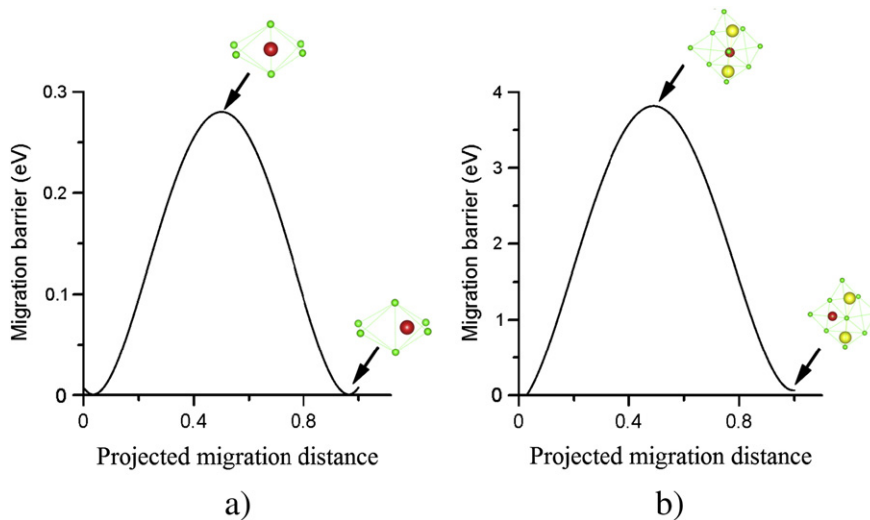 0.3
0.2
0.1
0
Migration barrier (eV)
0
0.4
0.8
Projected migration distance
a)
4
3
2
1
0
Migration barrier (eV)
0
0.4
0.8
Projected migration distance
b)